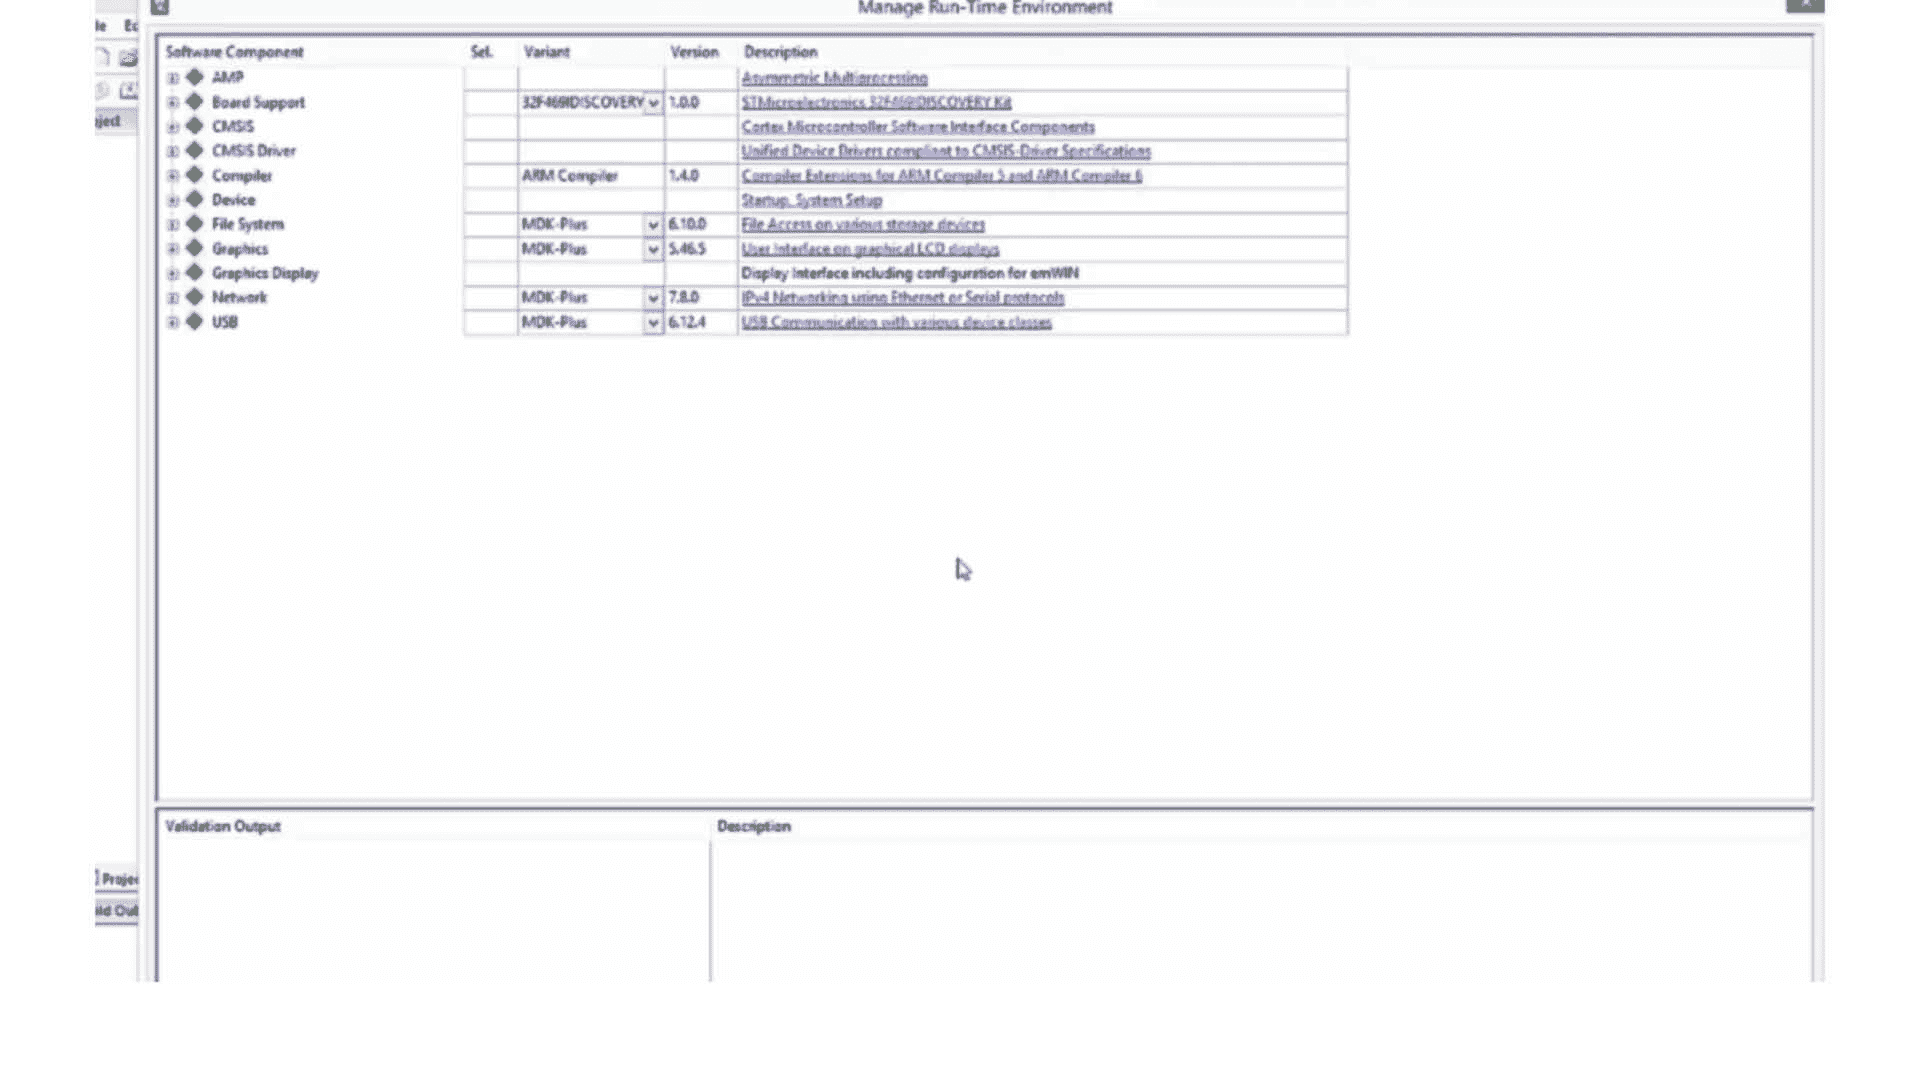 Manage Run-Time Environment
le Ed
ject
Software Component Sel. Variant Version Description
AMP Asymmetric Multiprocessing
Board Support 32F469IDISCOVERY 1.0.0 STMicroelectronics 32F469IDISCOVERY Kit
CMSIS Cortex Microcontroller Software Interface Components
CMSIS Driver Unified Device Drivers compliant to CMSIS-Driver Specifications
Compiler ARM Compiler 1.4.0 Compiler Extensions for ARM Compiler 5 and ARM Compiler 6
Device Startup, System Setup
File System MDK-Plus 6.10.0 File Access on various storage devices
Graphics MDK-Plus 5.46.5 User Interface on graphical LCD displays
Graphics Display Display Interface including configuration for emWIN
Network MDK-Plus 7.8.0 IPv4 Networking using Ethernet or Serial protocols
USB MDK-Plus 6.12.4 USB Communication with various device classes
Validation Output Description
Projec
ild Out